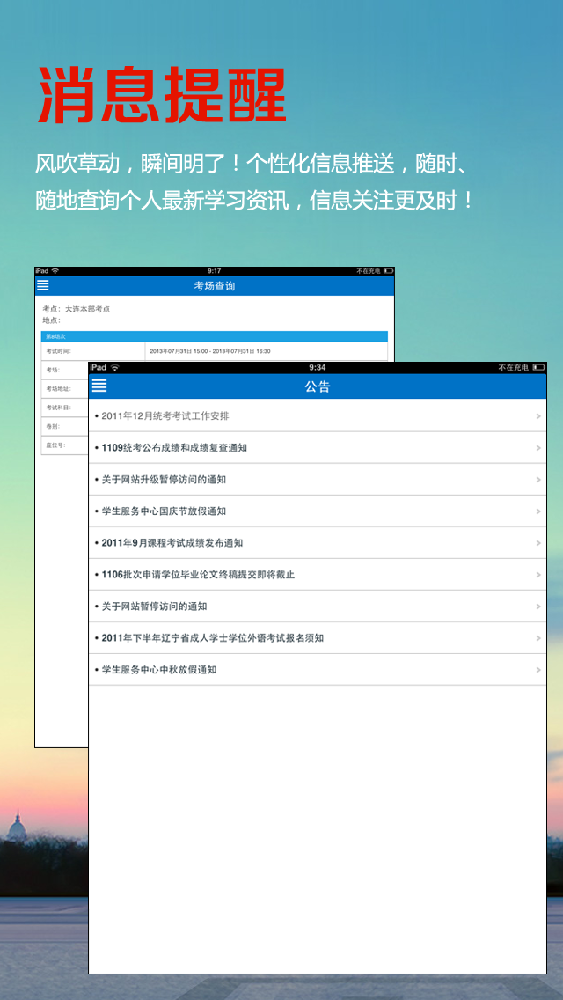 消息提醒
风吹草动，瞬间明了！个性化信息推送，随时、
随地查询个人最新学习资讯，信息关注更及时！
iPad 9:17 不在充电
考场查询
考点：大连本部考点
地点：
第8场次
考试时间： 2013年07月31日 15:00 - 2013年07月31日 16:30
考场：
考场地址：
考试科目：
卷别：
座位号：
iPad 9:34 不在充电
公告
• 2011年12月统考考试工作安排
• 1109统考公布成绩和成绩复查通知
• 关于网站升级暂停访问的通知
• 学生服务中心国庆节放假通知
• 2011年9月课程考试成绩发布通知
• 1106批次申请学位毕业论文终稿提交即将截止
• 关于网站暂停访问的通知
• 2011年下半年辽宁省成人学士学位外语考试报名须知
• 学生服务中心中秋放假通知